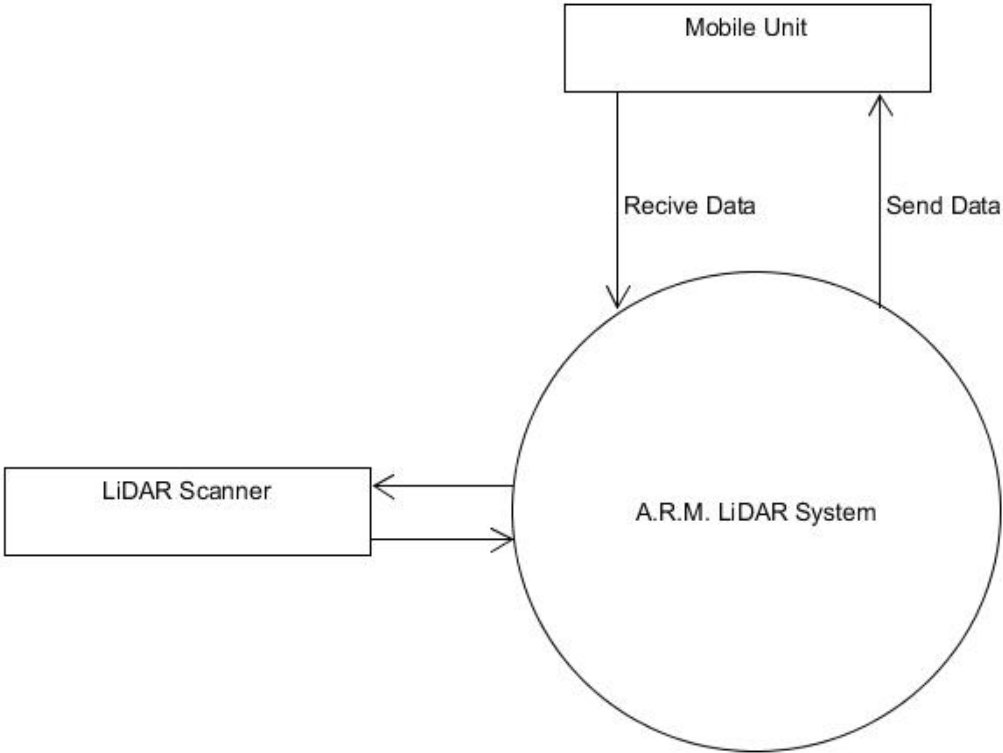 Mobile Unit
Recive Data
Send Data
LiDAR Scanner
A.R.M. LiDAR System